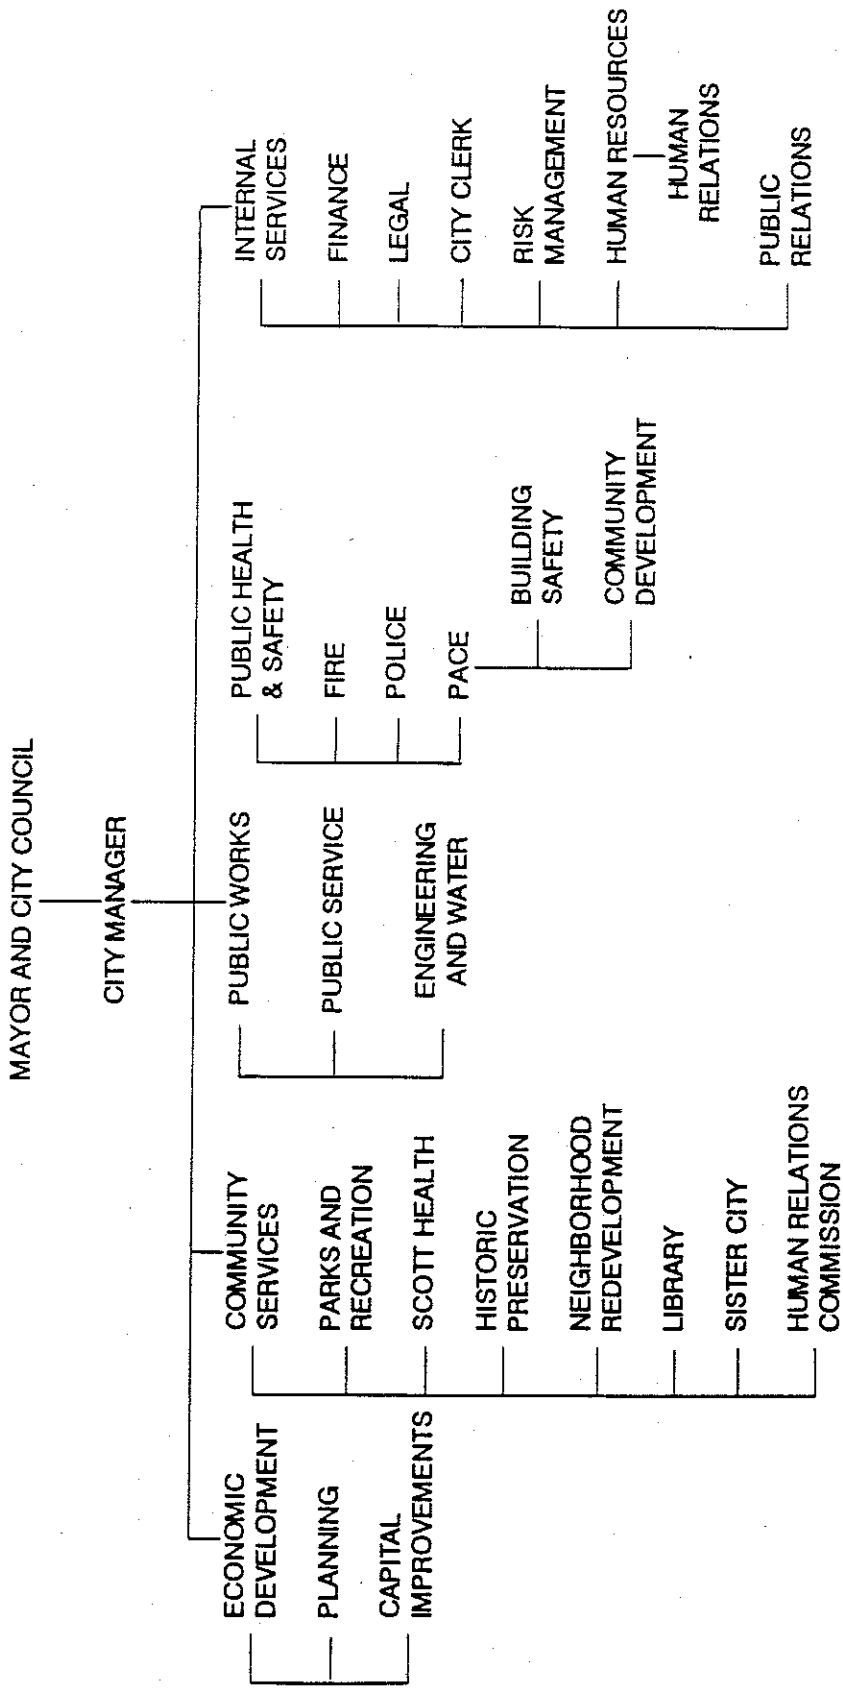 MAYOR AND CITY COUNCIL
CITY MANAGER
ECONOMIC
DEVELOPMENT
PLANNING
CAPITAL
IMPROVEMENTS
COMMUNITY
SERVICES
PARKS AND
RECREATION
SCOTT HEALTH
HISTORIC
PRESERVATION
NEIGHBORHOOD
REDEVELOPMENT
LIBRARY
SISTER CITY
HUMAN RELATIONS
COMMISSION
PUBLIC WORKS
PUBLIC SERVICE
ENGINEERING
AND WATER
PUBLIC HEALTH
& SAFETY
FIRE
POLICE
PACE
BUILDING
SAFETY
COMMUNITY
DEVELOPMENT
INTERNAL
SERVICES
FINANCE
LEGAL
CITY CLERK
RISK
MANAGEMENT
HUMAN RESOURCES
HUMAN
RELATIONS
PUBLIC
RELATIONS